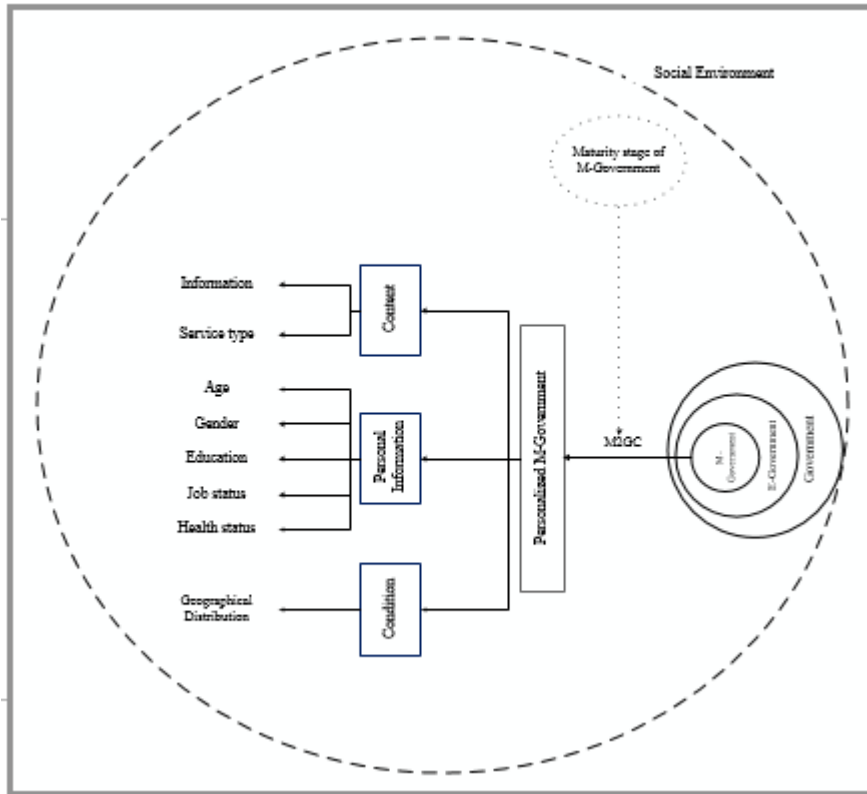 Social Environment
Maturity stage of
M-Government
Information
Service type
Content
Age
Gender
Education
Job status
Health status
Personal
Information
Geographical
Distribution
Condition
Personalized M-Government
M2GC
M-
Government
E-Government
Government